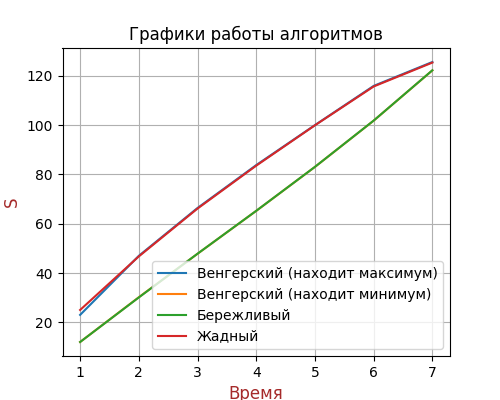 Графики работы алгоритмов
S
120
100
80
60
40
20
Венгерский (находит максимум)
Венгерский (находит минимум)
Бережливый
Жадный
1 2 3 4 5 6 7
Время